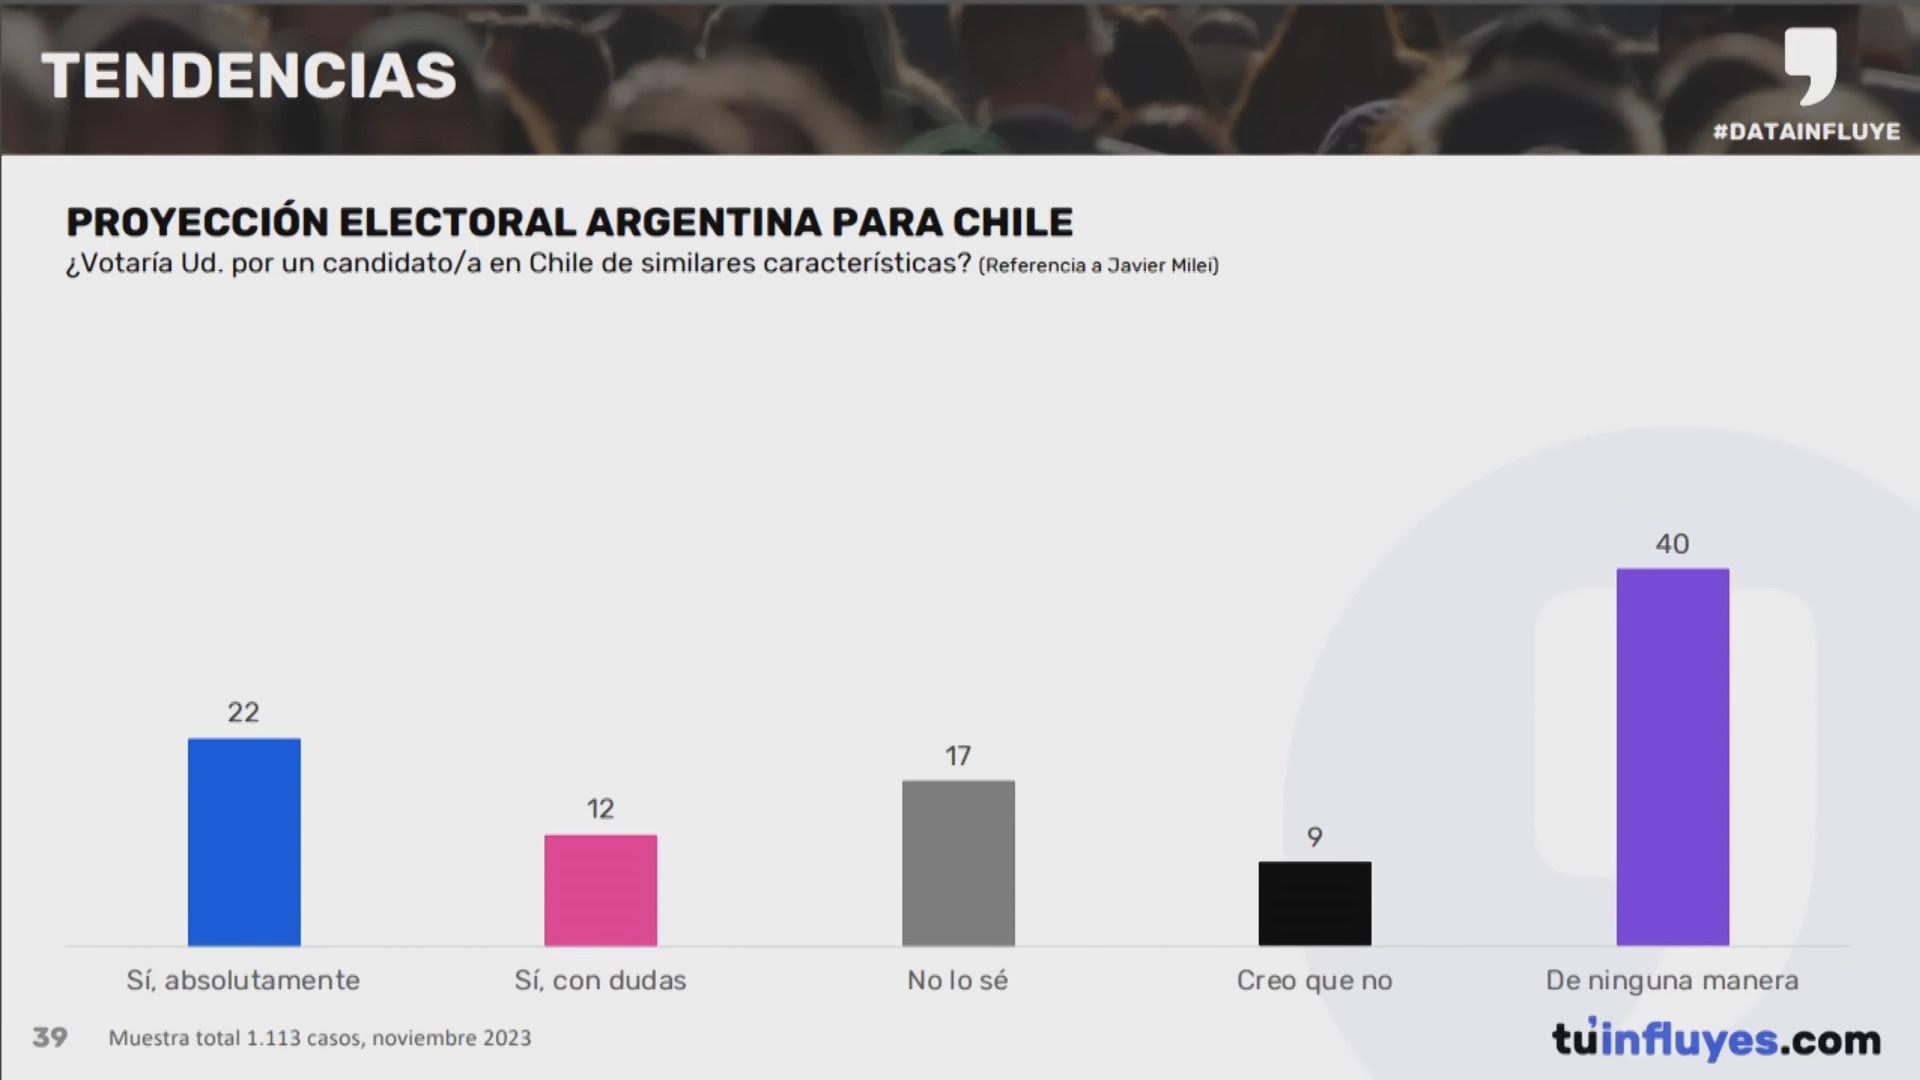 TENDENCIAS
#DATAINFLUYE
PROYECCIÓN ELECTORAL ARGENTINA PARA CHILE
¿Votaría Ud. por un candidato/a en Chile de similares características? (Referencia a Javier Milei)
22
12
17
9
40
Sí, absolutamente
Sí, con dudas
No lo sé
Creo que no
De ninguna manera
39
Muestra total 1.113 casos, noviembre 2023
tu'influyes.com